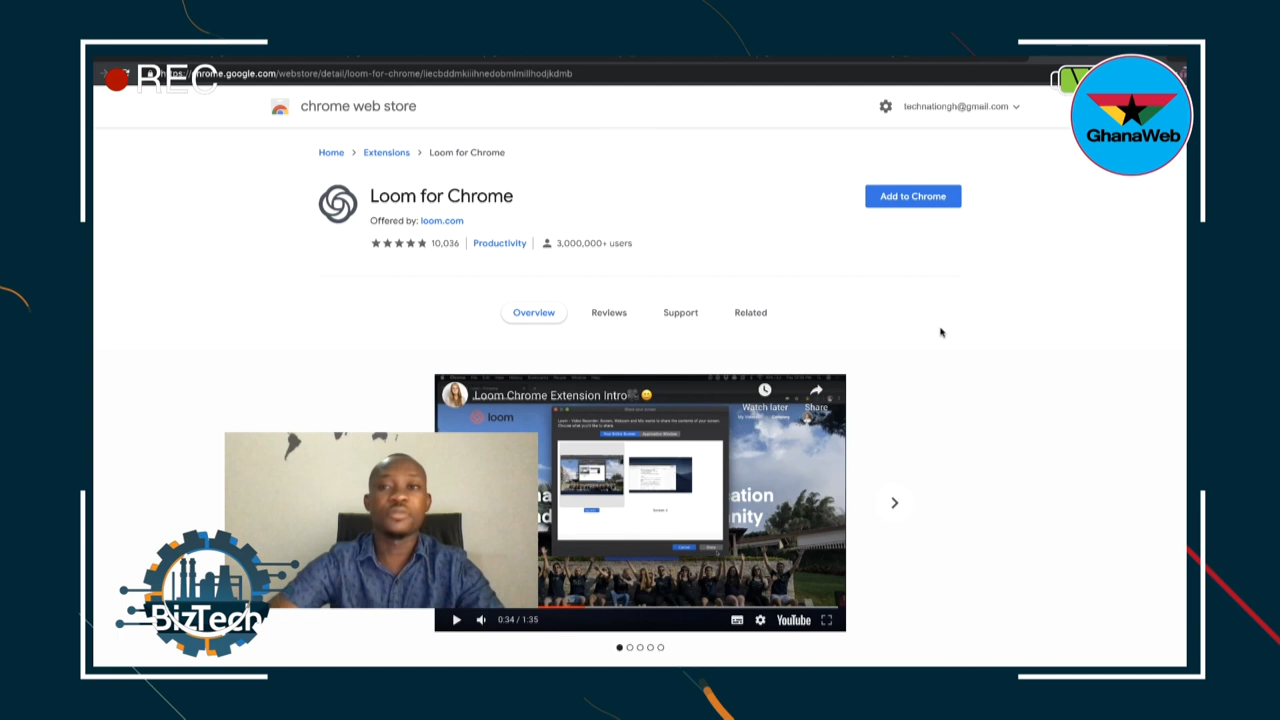 REC
chrome.google.com/webstore/detail/loom-for-chrome/liecbddmkiiihnedobmlmillhodjkdmb
chrome web store
technationgh@gmail.com
GhanaWeb
Home > Extensions > Loom for Chrome
Loom for Chrome
Add to Chrome
Offered by: loom.com
10,036
Productivity
3,000,000+ users
Overview
Reviews
Support
Related
Loom Chrome Extension Intro
Watch later
Share
loom
ation
nity
0:34 / 1:35
YouTube
BizTech